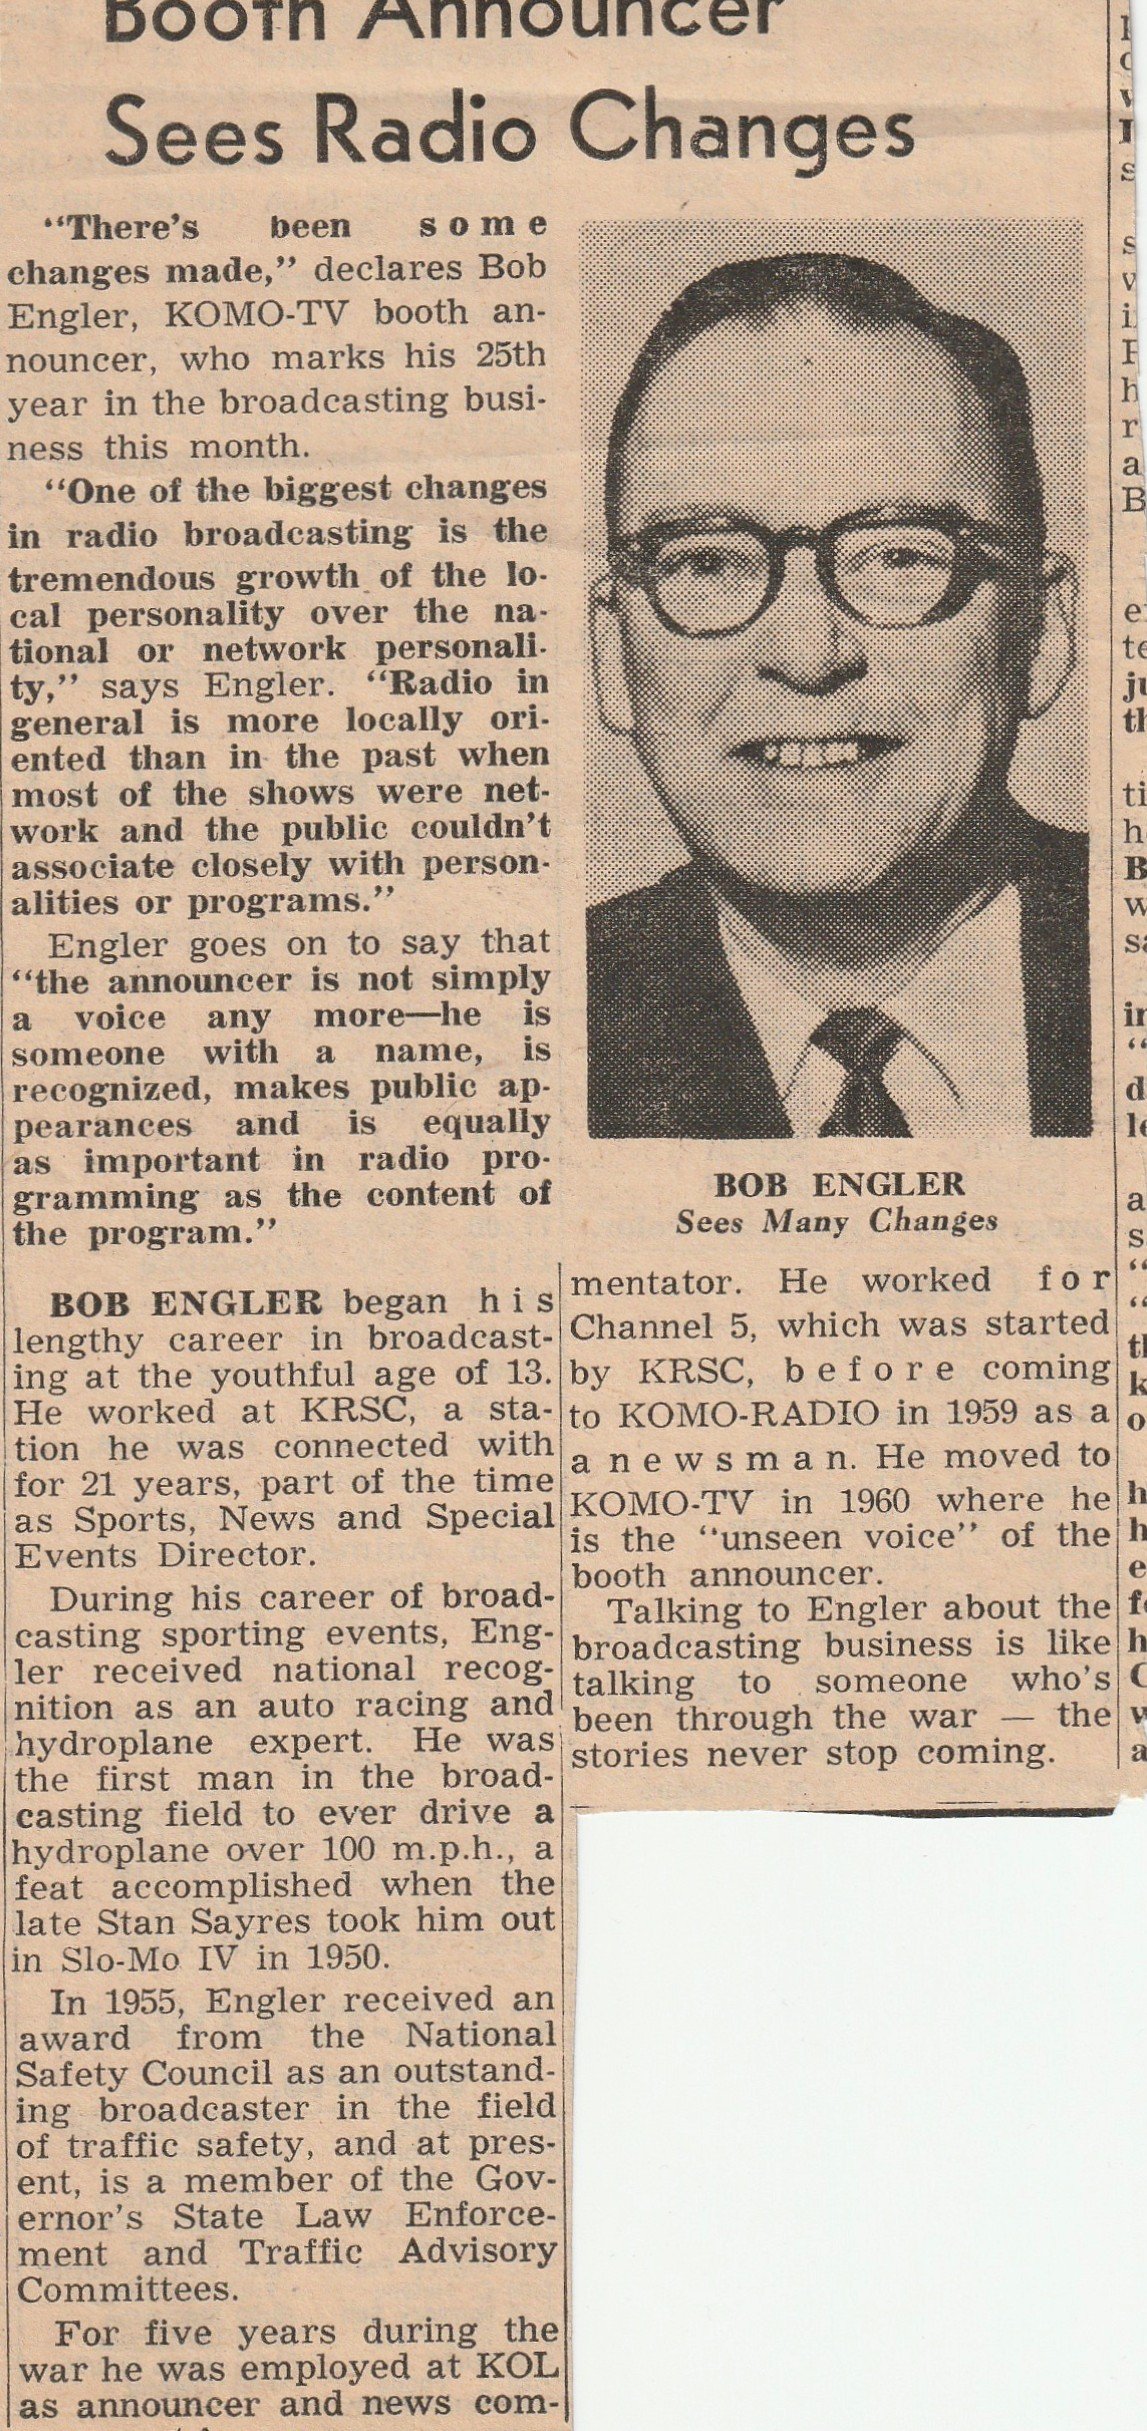 Booth Announcer
Sees Radio Changes
“There’s been some
changes made,” declares Bob
Engler, KOMO-TV booth an-
nouncer, who marks his 25th
year in the broadcasting busi-
ness this month.
“One of the biggest changes
in radio broadcasting is the
tremendous growth of the lo-
cal personality over the na-
tional or network personali-
ty,” says Engler. “Radio in
general is more locally ori-
ented than in the past when
most of the shows were net-
work and the public couldn’t
associate closely with person-
alities or programs.”
Engler goes on to say that
“the announcer is not simply
a voice any more—he is
someone with a name, is
recognized, makes public ap-
pearances and is equally
as important in radio pro-
gramming as the content of
the program.”
BOB ENGLER began his
lengthy career in broadcast-
ing at the youthful age of 13.
He worked at KRSC, a sta-
tion he was connected with
for 21 years, part of the time
as Sports, News and Special
Events Director.
During his career of broad-
casting sporting events, Eng-
ler received national recog-
nition as an auto racing and
hydroplane expert. He was
the first man in the broad-
casting field to ever drive a
hydroplane over 100 m.p.h., a
feat accomplished when the
late Stan Sayres took him out
in Slo-Mo IV in 1950.
In 1955, Engler received an
award from the National
Safety Council as an outstand-
ing broadcaster in the field
of traffic safety, and at pres-
ent, is a member of the Gov-
ernor’s State Law Enforce-
ment and Traffic Advisory
Committees.
For five years during the
war he was employed at KOL
as announcer and news com-
BOB ENGLER
Sees Many Changes
mentator. He worked for
Channel 5, which was started
by KRSC, before coming
to KOMO-RADIO in 1959 as a
a newsman. He moved to
KOMO-TV in 1960 where he
is the “unseen voice” of the
booth announcer.
Talking to Engler about the
broadcasting business is like
talking to someone who’s
been through the war — the
stories never stop coming.